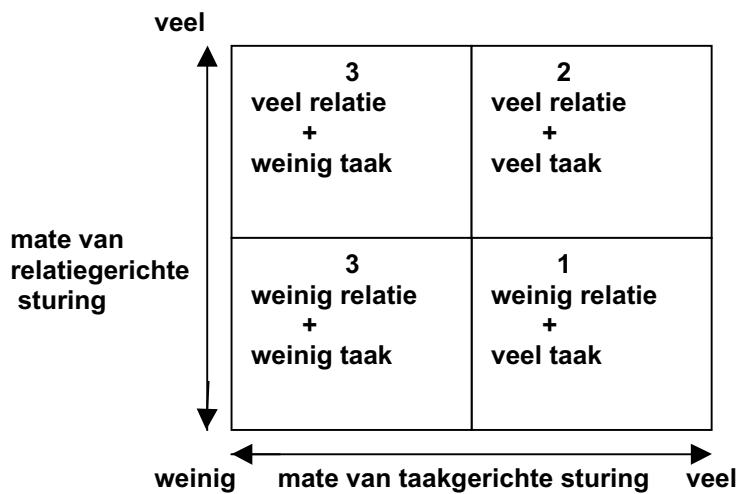 veel
3
veel relatie
+
weinig taak
2
veel relatie
+
veel taak
mate van
relatiegerichte
sturing
3
weinig relatie
+
weinig taak
1
weinig relatie
+
veel taak
weinig
mate van taakgerichte sturing
veel